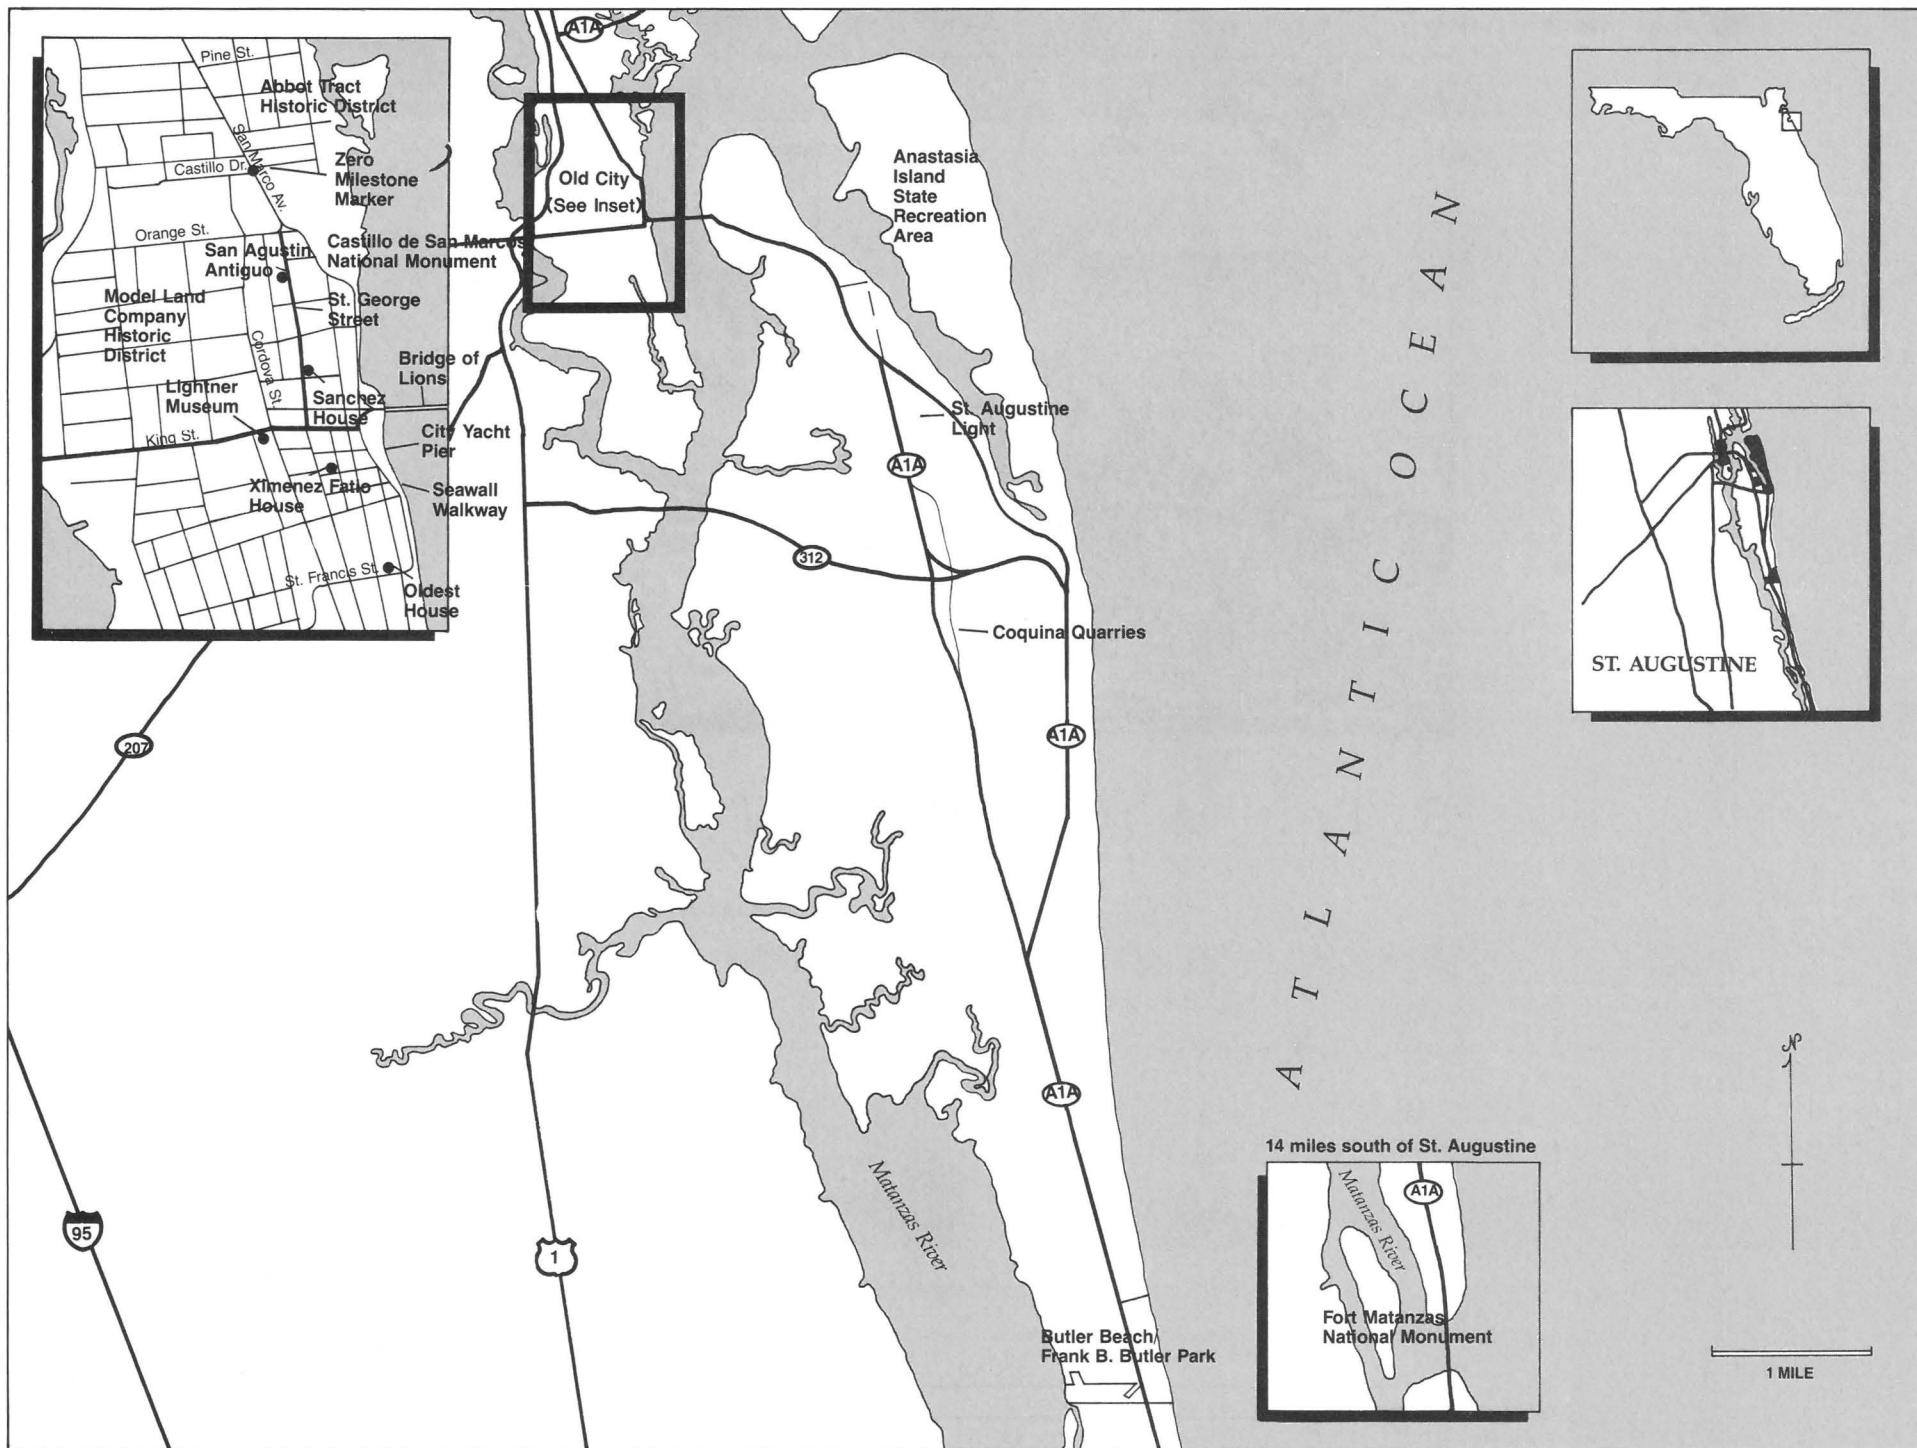 Pine St.
Abbot Tract
Historic District
San Marco Av.
Castillo Dr.
Zero
Milestone
Marker
Orange St.
San Agustin
Antiguo
Castillo de San Marcos
National Monument
Model Land
Company
Historic
District
St. George
Street
Cordova St.
Bridge of
Lions
Lightner
Museum
Sanchez
House
King St.
City Yacht
Pier
Ximenez Fatio
House
Seawall
Walkway
St. Francis St.
Oldest
House
A1A
Old City
(See Inset)
Anastasia
Island
State
Recreation
Area
St. Augustine
Light
A1A
312
Coquina Quarries
A1A
207
A1A
95
1
Matanzas River
Butler Beach/
Frank B. Butler Park
ATLANTIC OCEAN
ST. AUGUSTINE
N
14 miles south of St. Augustine
Matanzas River
A1A
Fort Matanzas
National Monument
1 MILE